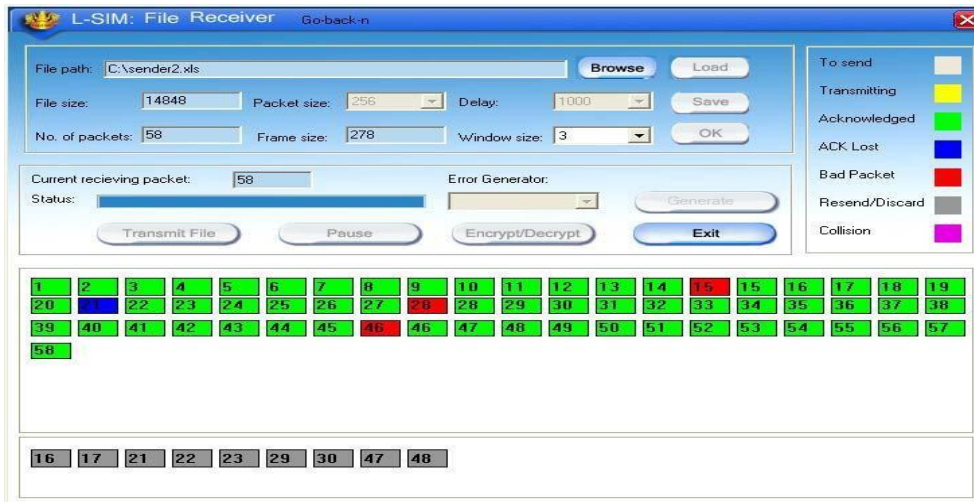 L-SIM: File Receiver Go-back-n
File path: C:\sender2.xls Browse Load
File size: 14848 Packet size: 256 Delay: 1000 Save
No. of packets: 58 Frame size: 278 Window size: 3 OK
Current recieving packet: 58 Error Generator:
Status: Generate
Transmit File Pause Encrypt/Decrypt Exit
To send
Transmitting
Acknowledged
ACK Lost
Bad Packet
Resend/Discard
Collision
1 2 3 4 5 6 7 8 9 10 11 12 13 14 15 15 16 17 18 19
20 21 22 23 24 25 26 27 28 28 29 30 31 32 33 34 35 36 37 38
39 40 41 42 43 44 45 46 46 47 48 49 50 51 52 53 54 55 56 57
58
16 17 21 22 23 29 30 47 48